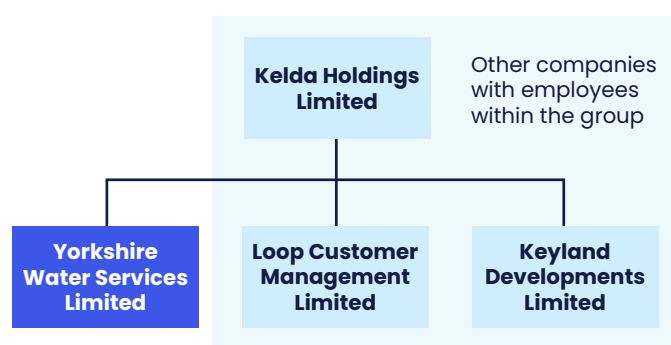 Kelda Holdings
Limited
Other companies
with employees
within the group
Yorkshire
Water Services
Limited
Loop Customer
Management
Limited
Keyland
Developments
Limited